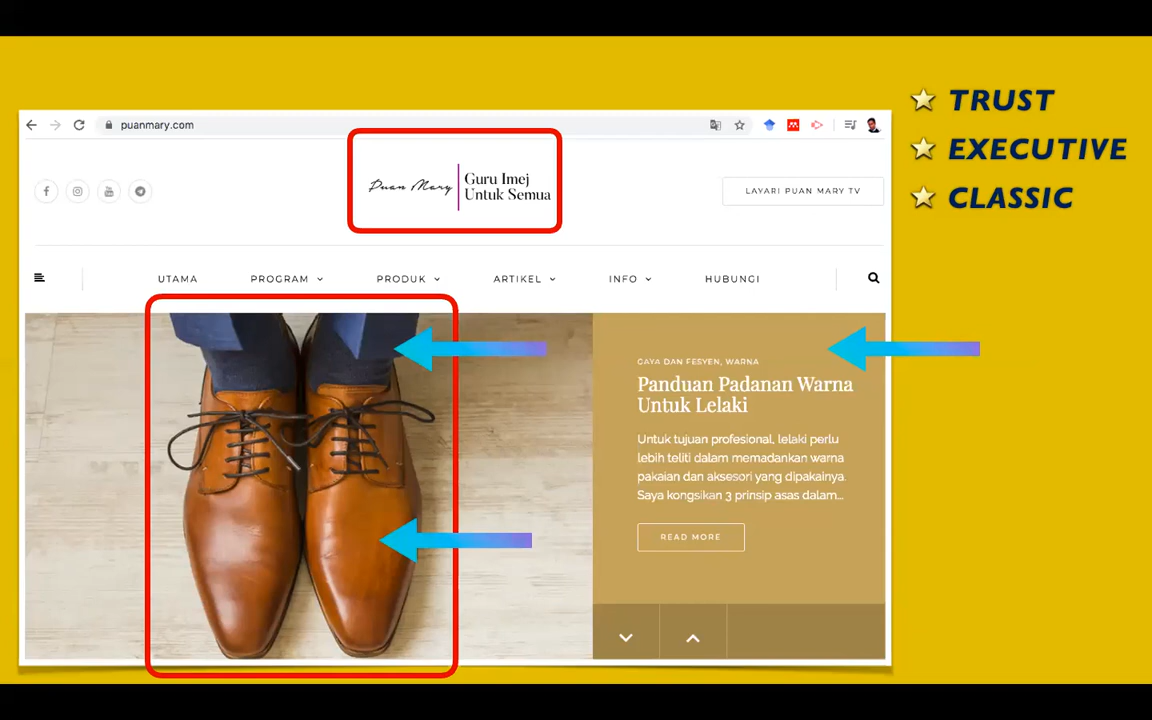 TRUST
EXECUTIVE
CLASSIC
puanmary.com
Puan Mary
Guru Imej
Untuk Semua
LAYARI PUAN MARY TV
UTAMA PROGRAM PRODUK ARTIKEL INFO HUBUNGI
GAYA DAN FESYEN, WARNA
Panduan Padanan Warna
Untuk Lelaki
Untuk tujuan profesional, lelaki perlu
lebih teliti dalam memadankan warna
pakaian dan aksesori yang dipakainya.
Saya kongsikan 3 prinsip asas dalam...
READ MORE